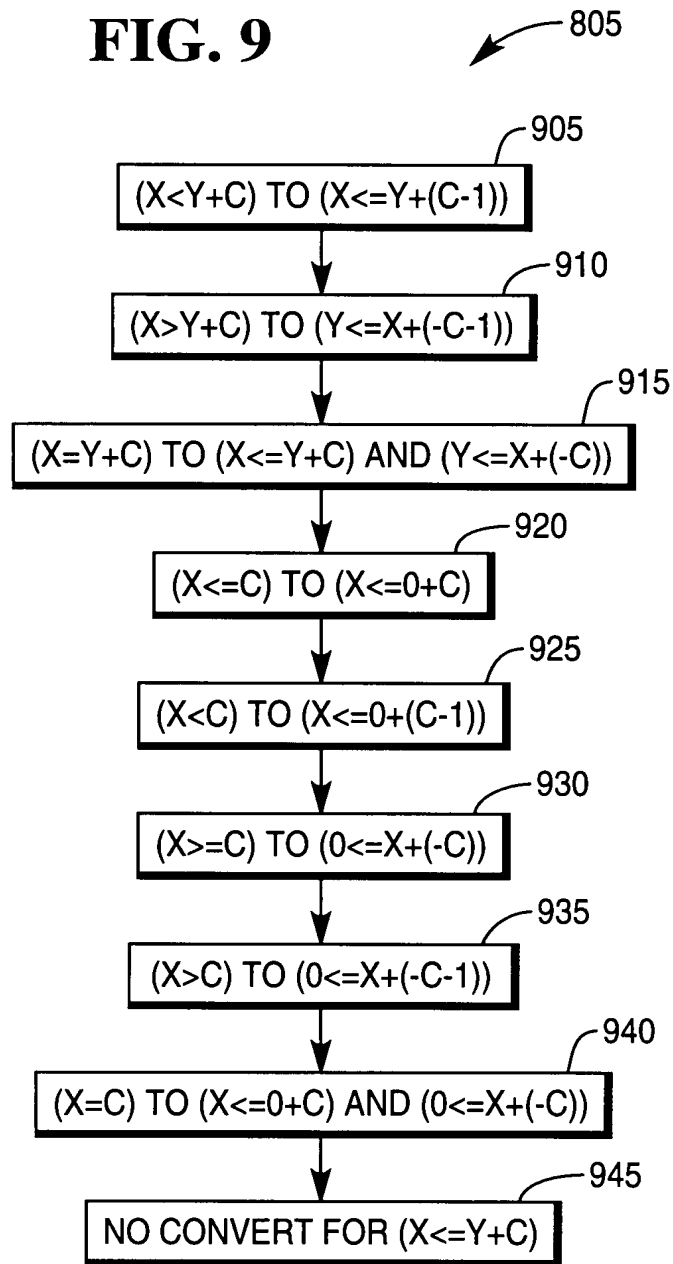 FIG. 9
805
905
(X<Y+C) TO (X<=Y+(C-1))
910
(X>Y+C) TO (Y<=X+(-C-1))
915
(X=Y+C) TO (X<=Y+C) AND (Y<=X+(-C))
920
(X<=C) TO (X<=0+C)
925
(X<C) TO (X<=0+(C-1))
930
(X>=C) TO (0<=X+(-C))
935
(X>C) TO (0<=X+(-C-1))
940
(X=C) TO (X<=0+C) AND (0<=X+(-C))
945
NO CONVERT FOR (X<=Y+C)